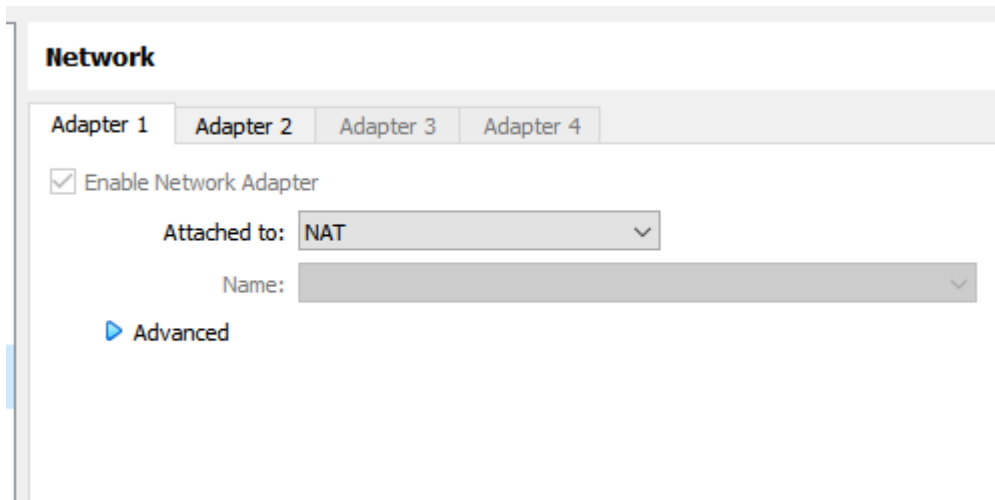 Network
Adapter 1 Adapter 2 Adapter 3 Adapter 4
Enable Network Adapter
Attached to: NAT
Name:
Advanced